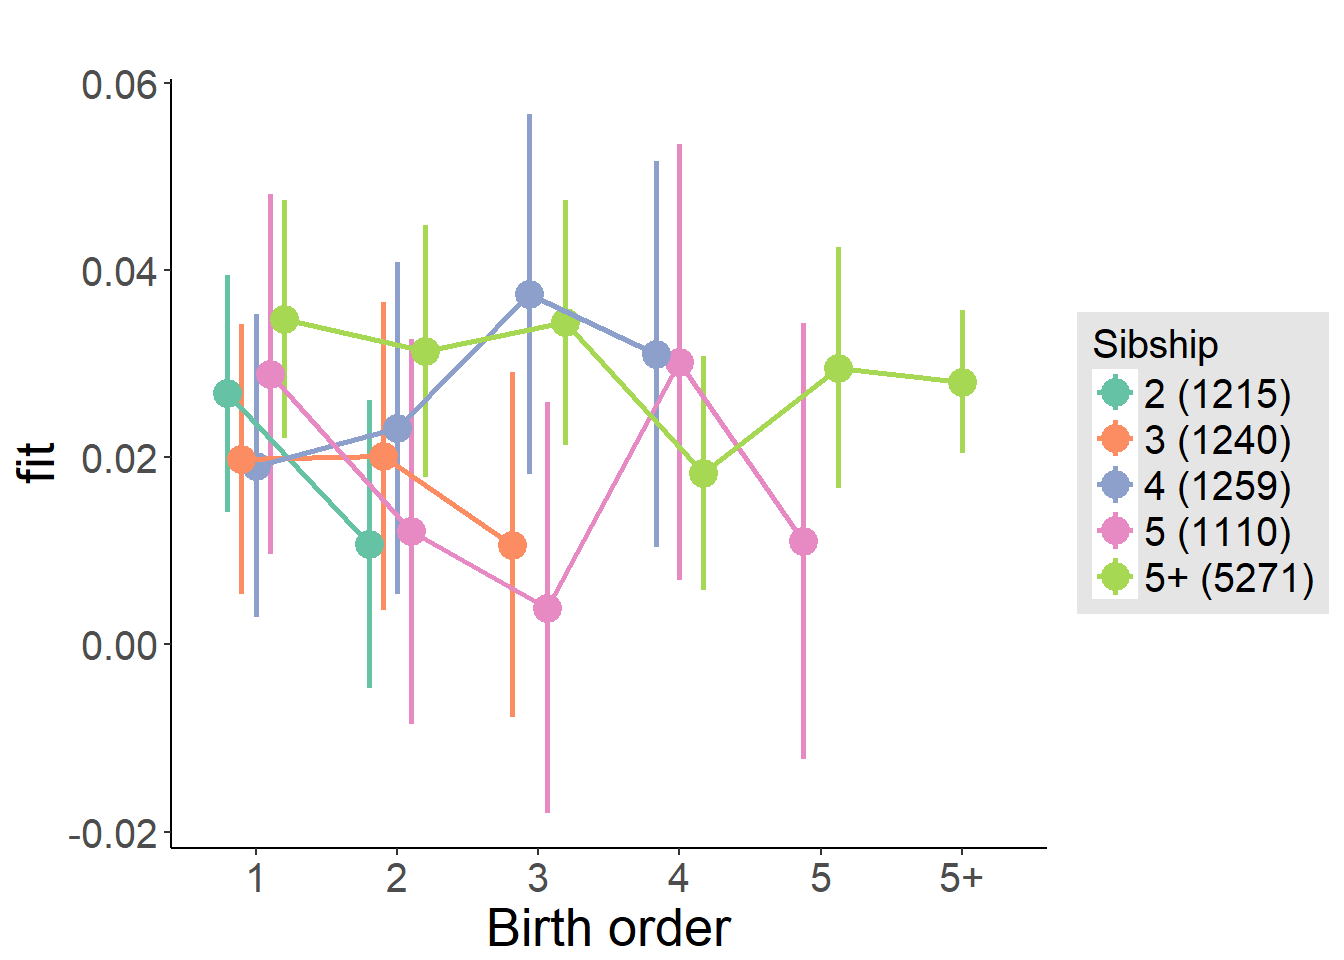 0.06
0.04
0.02
0.00
-0.02
fit
1 2 3 4 5 5+
Birth order
Sibship
2 (1215)
3 (1240)
4 (1259)
5 (1110)
5+ (5271)